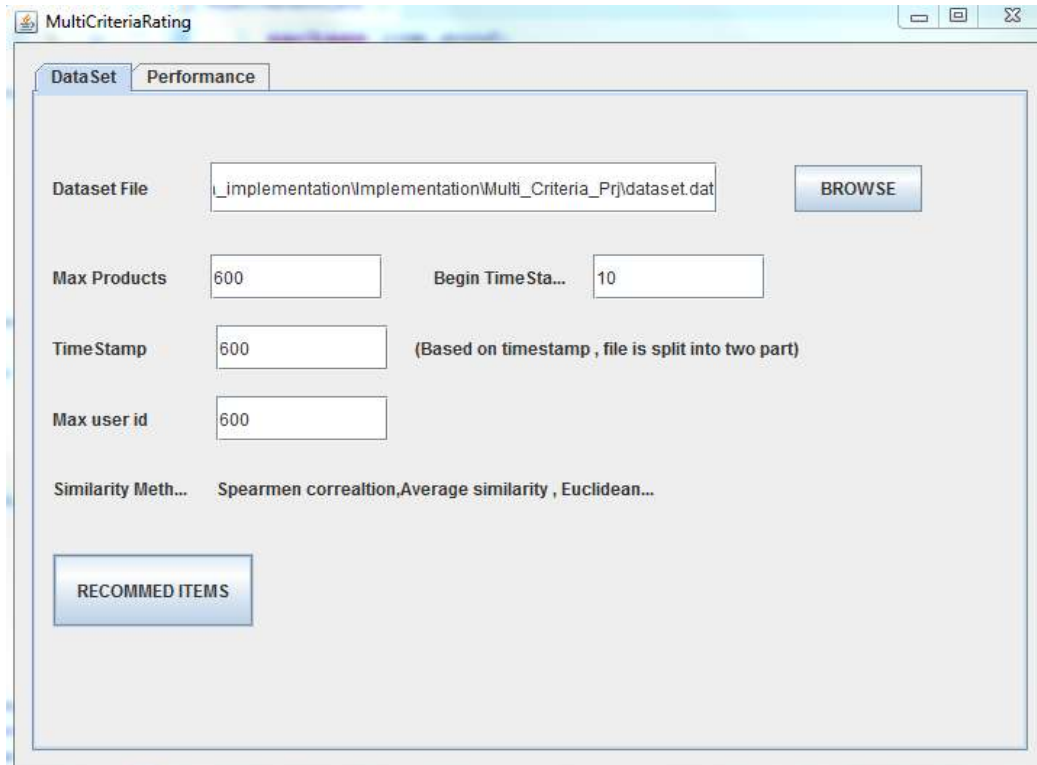 MultiCriteriaRating
DataSet Performance
Dataset File ı_implementation\Implementation\Multi_Criteria_Prj\dataset.dat BROWSE
Max Products 600 Begin TimeSta... 10
TimeStamp 600 (Based on timestamp , file is split into two part)
Max user id 600
Similarity Meth... Spearmen correaltion,Average similarity , Euclidean...
RECOMMED ITEMS